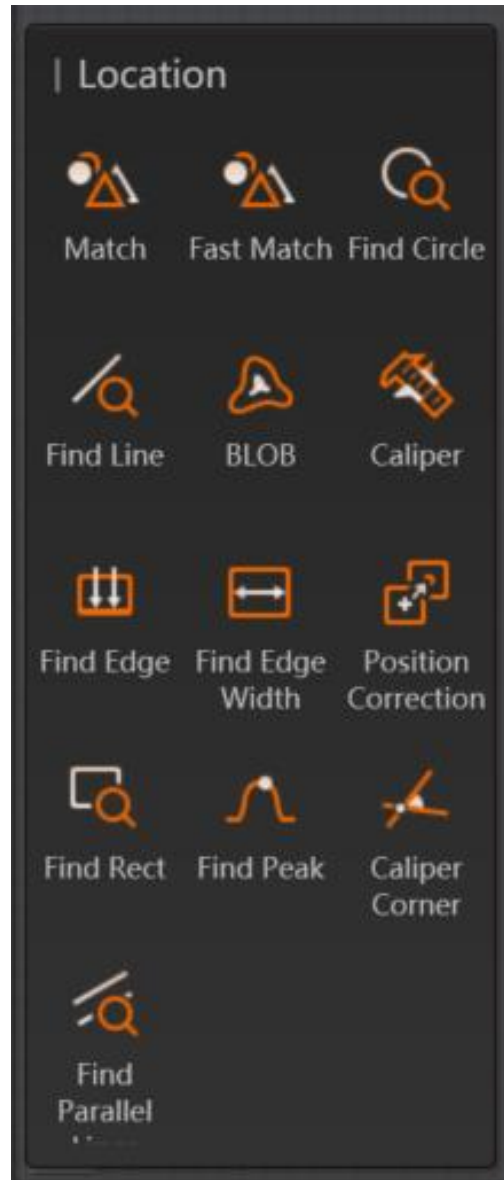 Location
Match Fast Match Find Circle
Find Line BLOB Caliper
Find Edge Find Edge Position
Width Correction
Find Rect Find Peak Caliper
Corner
Find
Parallel